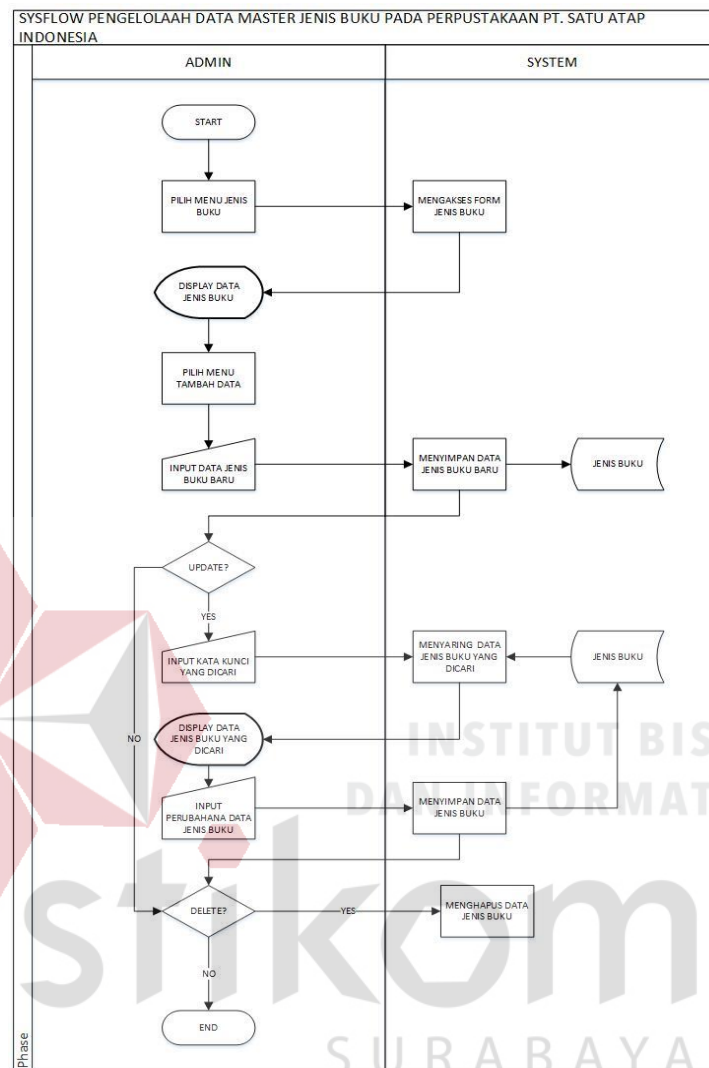 SYSFLOW PENGELOLAAH DATA MASTER JENIS BUKU PADA PERPUSTAKAAN PT. SATU ATAP
INDONESIA
ADMIN
SYSTEM
START
PILIH MENU JENIS
BUKU
MENGAKSES FORM
JENIS BUKU
DISPLAY DATA
JENIS BUKU
PILIH MENU
TAMBAH DATA
INPUT DATA JENIS
BUKU BARU
MENYIMPAN DATA
JENIS BUKU BARU
JENIS BUKU
UPDATE?
YES
INPUT KATA KUNCI
YANG DICARI
MENYARING DATA
JENIS BUKU YANG
DICARI
JENIS BUKU
NO
DISPLAY DATA
JENIS BUKU YANG
DICARI
INPUT
PERUBAHANA DATA
JENIS BUKU
MENYIMPAN DATA
JENIS BUKU
DELETE?
YES
MENGHAPUS DATA
JENIS BUKU
NO
END
Phase
INSTITUT BIS
DAN INFORMAT
stikom
SURABAYA